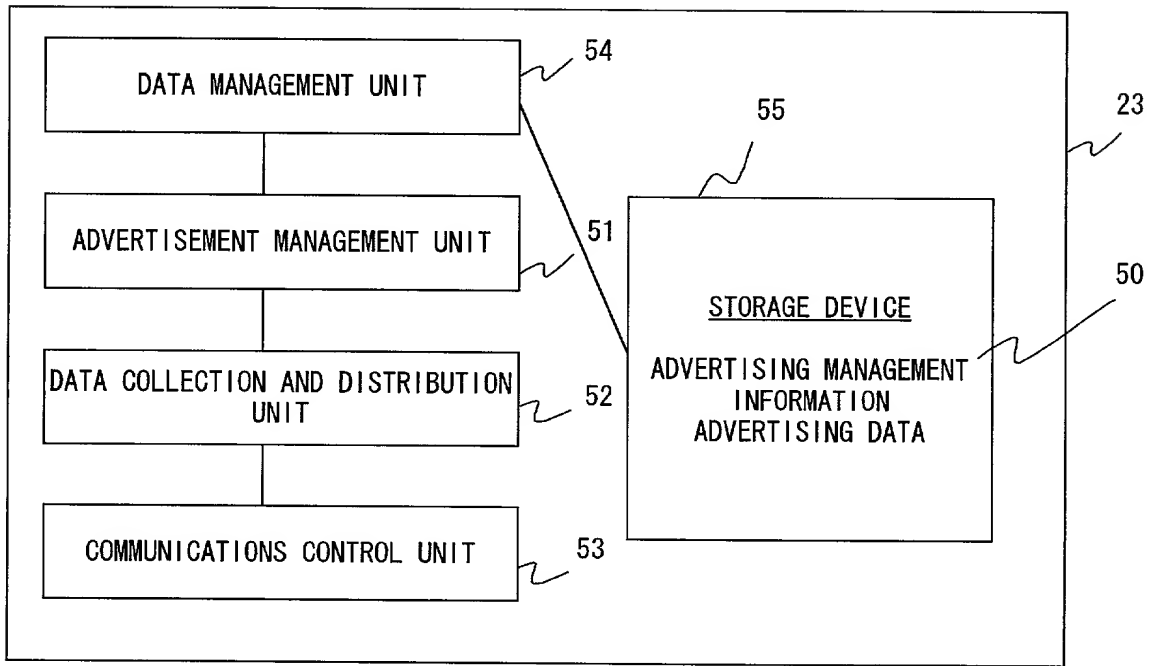 54
DATA MANAGEMENT UNIT
55
23
ADVERTISEMENT MANAGEMENT UNIT
51
50
STORAGE DEVICE
ADVERTISING MANAGEMENT
INFORMATION
ADVERTISING DATA
DATA COLLECTION AND DISTRIBUTION
UNIT
52
COMMUNICATIONS CONTROL UNIT
53